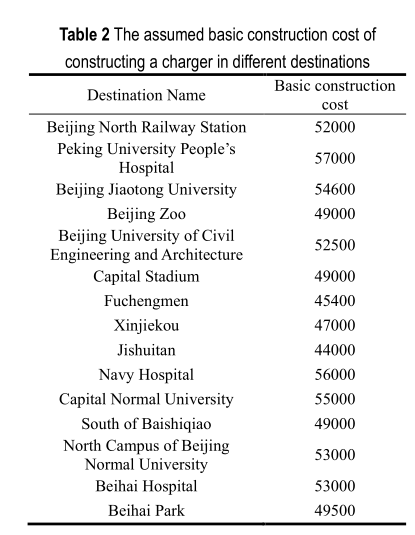 Table 2 The assumed basic construction cost of
constructing a charger in different destinations
Destination Name Basic construction
cost
Beijing North Railway Station 52000
Peking University People's
Hospital 57000
Beijing Jiaotong University 54600
Beijing Zoo 49000
Beijing University of Civil
Engineering and Architecture 52500
Capital Stadium 49000
Fuchengmen 45400
Xinjiekou 47000
Jishuitan 44000
Navy Hospital 56000
Capital Normal University 55000
South of Baishiqiao 49000
North Campus of Beijing
Normal University 53000
Beihai Hospital 53000
Beihai Park 49500